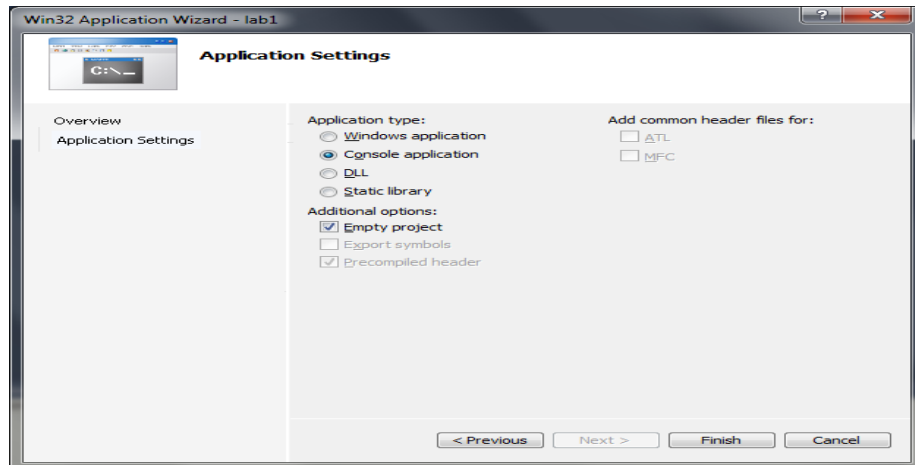 Win32 Application Wizard - lab1
?
C:\_
Application Settings
Overview
Application Settings
Application type:
Windows application
Console application
DLL
Static library
Additional options:
Empty project
Export symbols
Precompiled header
Add common header files for:
ATL
MFC
< Previous
Next >
Finish
Cancel